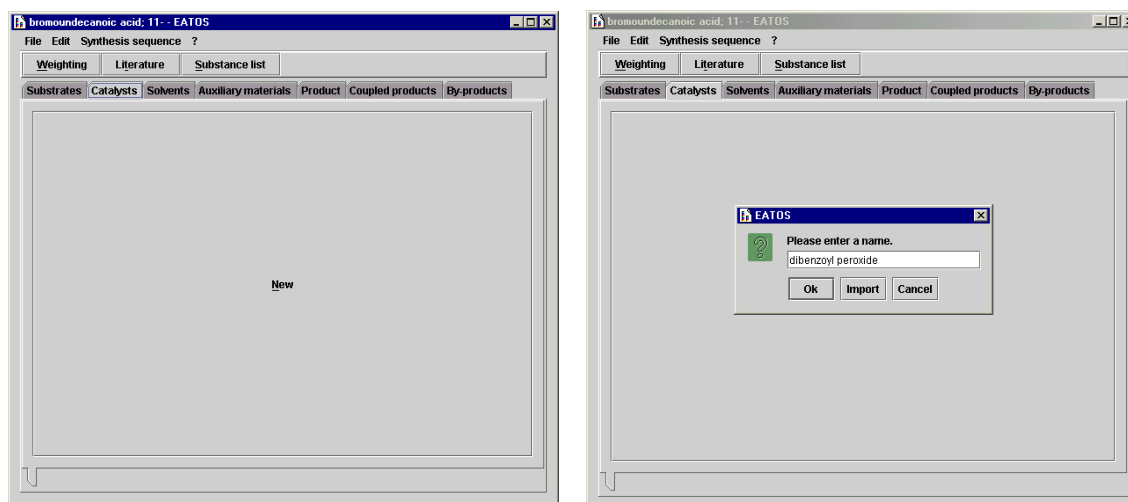 bromoundecanoic acid; 11- - EATOS
File Edit Synthesis sequence ?
Weighting Literature Substance list
Substrates Catalysts Solvents Auxiliary materials Product Coupled products By-products
New
bromoundecanoic acid; 11- - EATOS
File Edit Synthesis sequence ?
Weighting Literature Substance list
Substrates Catalysts Solvents Auxiliary materials Product Coupled products By-products
EATOS
Please enter a name.
dibenzoyl peroxide
Ok Import Cancel